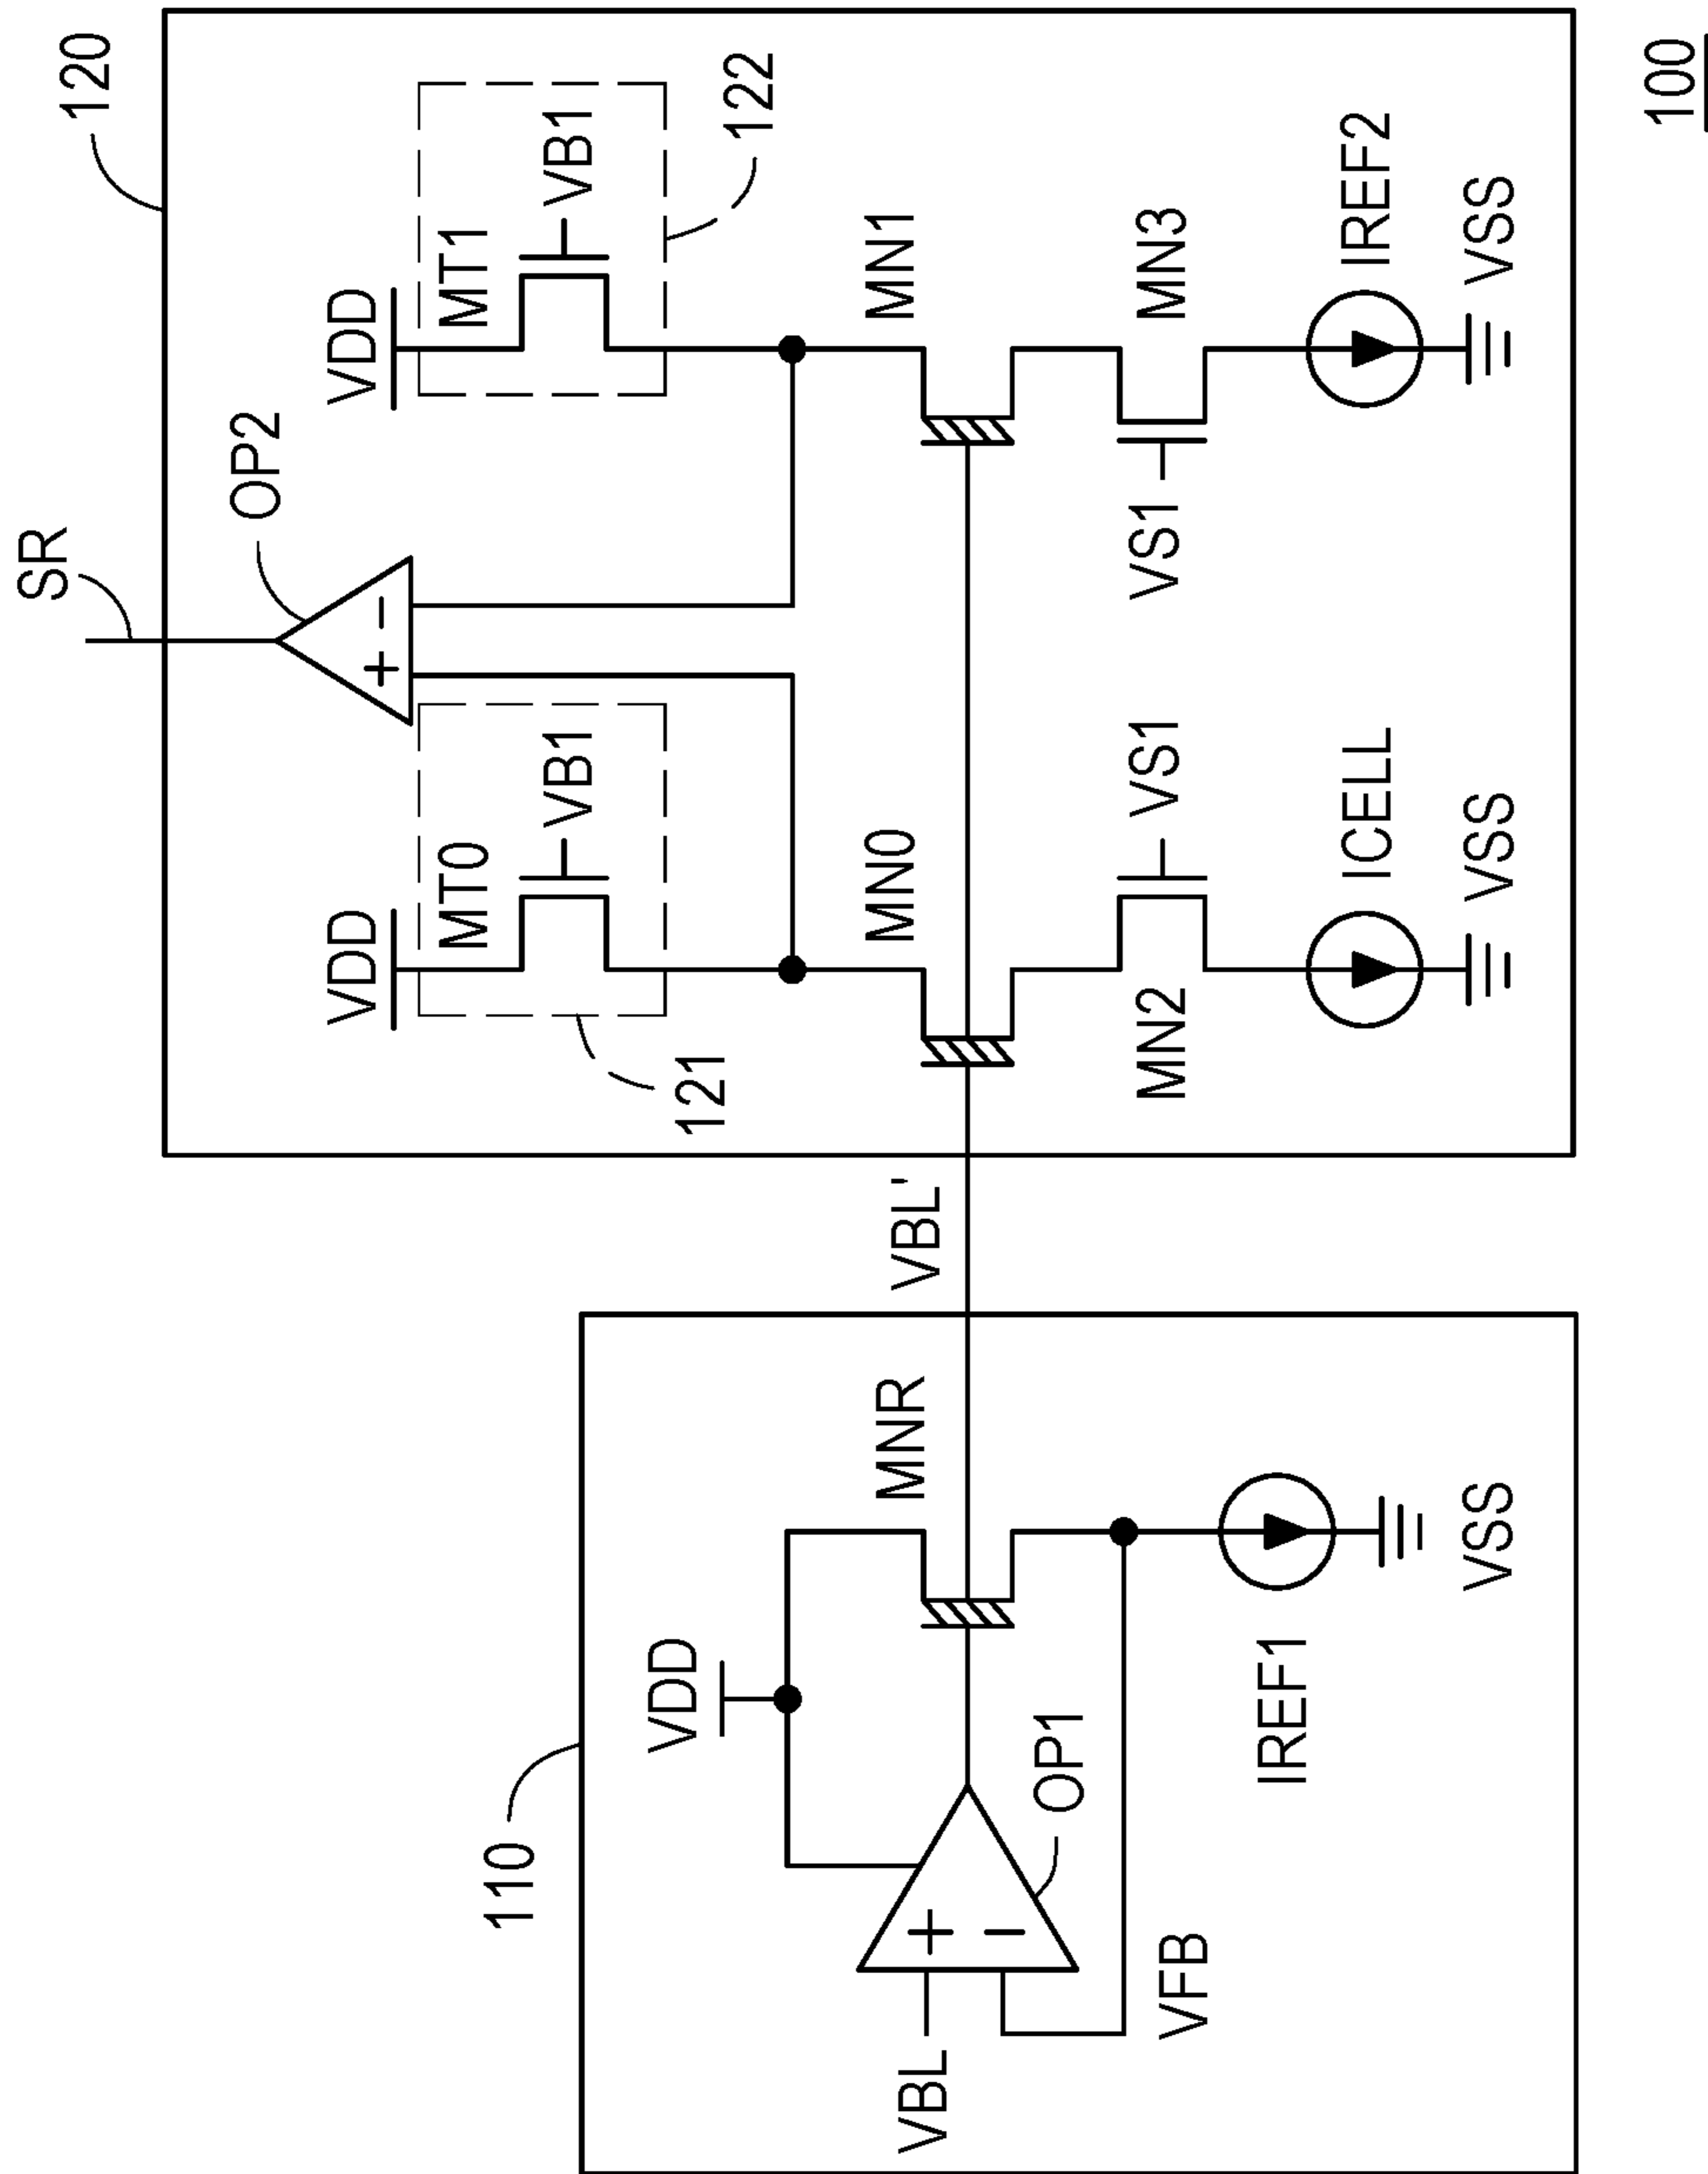 100
110
VDD
MNR
VBL
OP1
VFB
IREF1
VSS
VBL'
120
SR
OP2
VDD
MT0
VB1
121
VDD
MT1
VB1
122
+
-
+
-
MN0
MN1
MN2
VS1
VS1
MN3
ICELL
IREF2
VSS
VSS